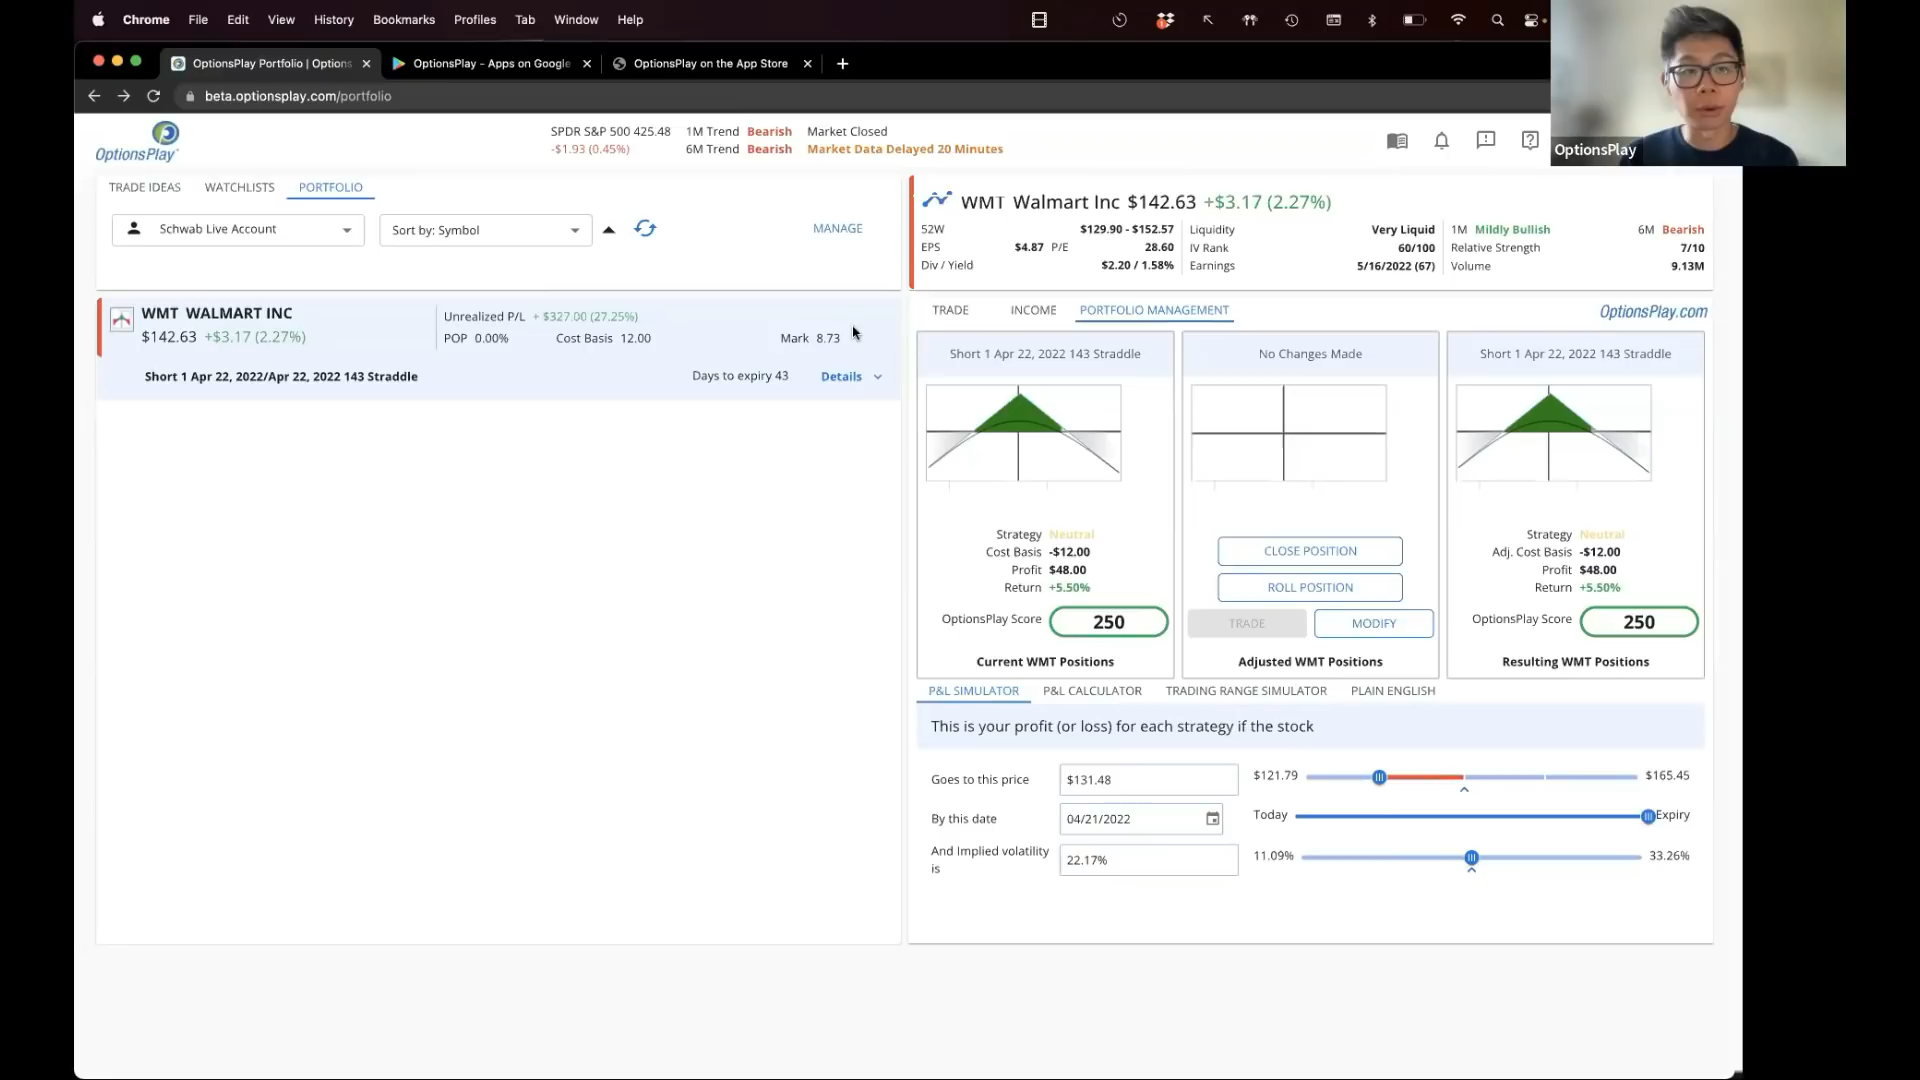 Chrome File Edit View History Bookmarks Profiles Tab Window Help
OptionsPlay Portfolio | Options
OptionsPlay - Apps on Google
OptionsPlay on the App Store
beta.optionsplay.com/portfolio
OptionsPlay
OptionsPlay
SPDR S&P 500 425.48 1M Trend Bearish Market Closed
-$1.93 (0.45%) 6M Trend Bearish Market Data Delayed 20 Minutes
TRADE IDEAS WATCHLISTS PORTFOLIO
Schwab Live Account
Sort by: Symbol
MANAGE
WMT WALMART INC
$142.63 +$3.17 (2.27%)
Unrealized P/L + $327.00 (27.25%)
POP 0.00% Cost Basis 12.00 Mark 8.73
Short 1 Apr 22, 2022/Apr 22, 2022 143 Straddle Days to expiry 43 Details
WMT Walmart Inc $142.63 +$3.17 (2.27%)
52W $129.90 - $152.57 Liquidity Very Liquid 1M Mildly Bullish 6M Bearish
EPS $4.87 P/E 28.60 IV Rank 60/100 Relative Strength 7/10
Div / Yield $2.20 / 1.58% Earnings 5/16/2022 (67) Volume 9.13M
TRADE INCOME PORTFOLIO MANAGEMENT OptionsPlay.com
Short 1 Apr 22, 2022 143 Straddle
Strategy Neutral
Cost Basis -$12.00
Profit $48.00
Return +5.50%
OptionsPlay Score 250
Current WMT Positions
No Changes Made
CLOSE POSITION
ROLL POSITION
TRADE MODIFY
Adjusted WMT Positions
Short 1 Apr 22, 2022 143 Straddle
Strategy Neutral
Adj. Cost Basis -$12.00
Profit $48.00
Return +5.50%
OptionsPlay Score 250
Resulting WMT Positions
P&L SIMULATOR P&L CALCULATOR TRADING RANGE SIMULATOR PLAIN ENGLISH
This is your profit (or loss) for each strategy if the stock
Goes to this price $131.48 $121.79 $165.45
By this date 04/21/2022 Today Expiry
And Implied volatility
is 22.17% 11.09% 33.26%